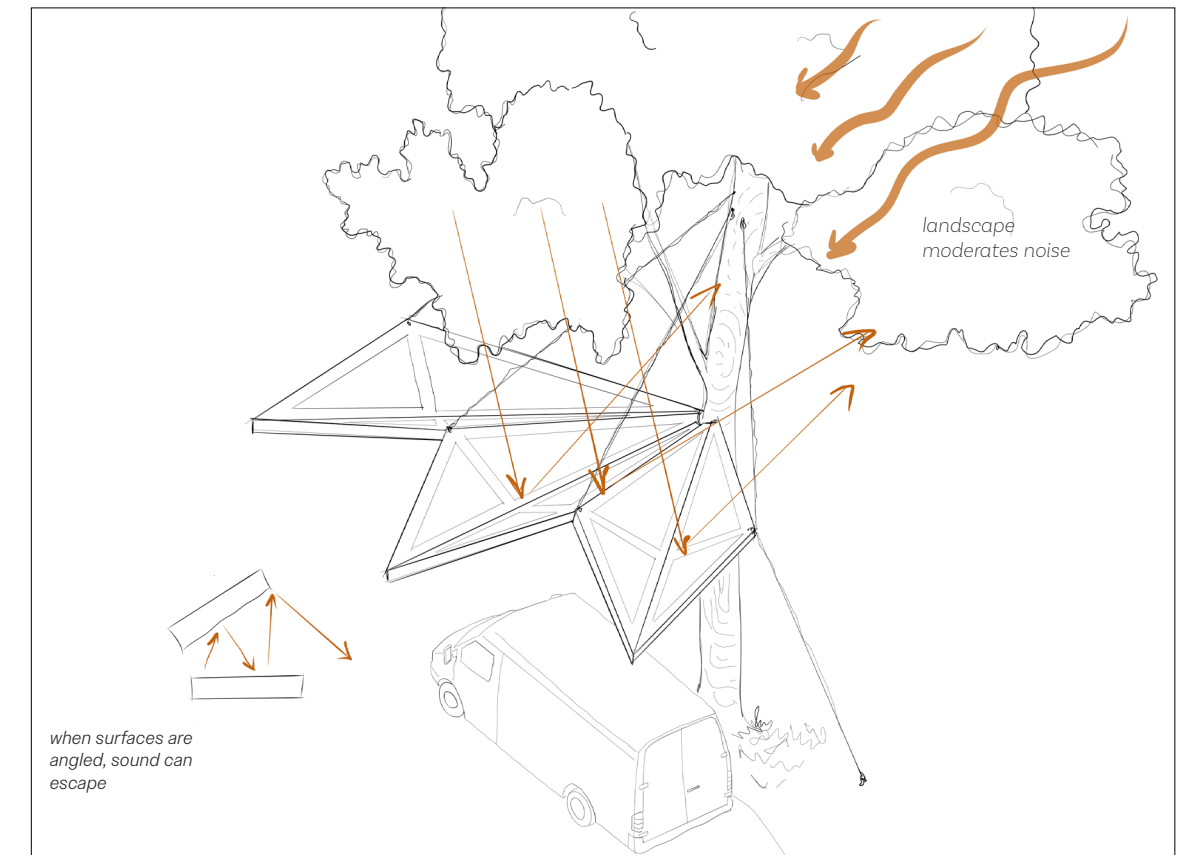 landscape
moderates noise
when surfaces are
angled, sound can
escape